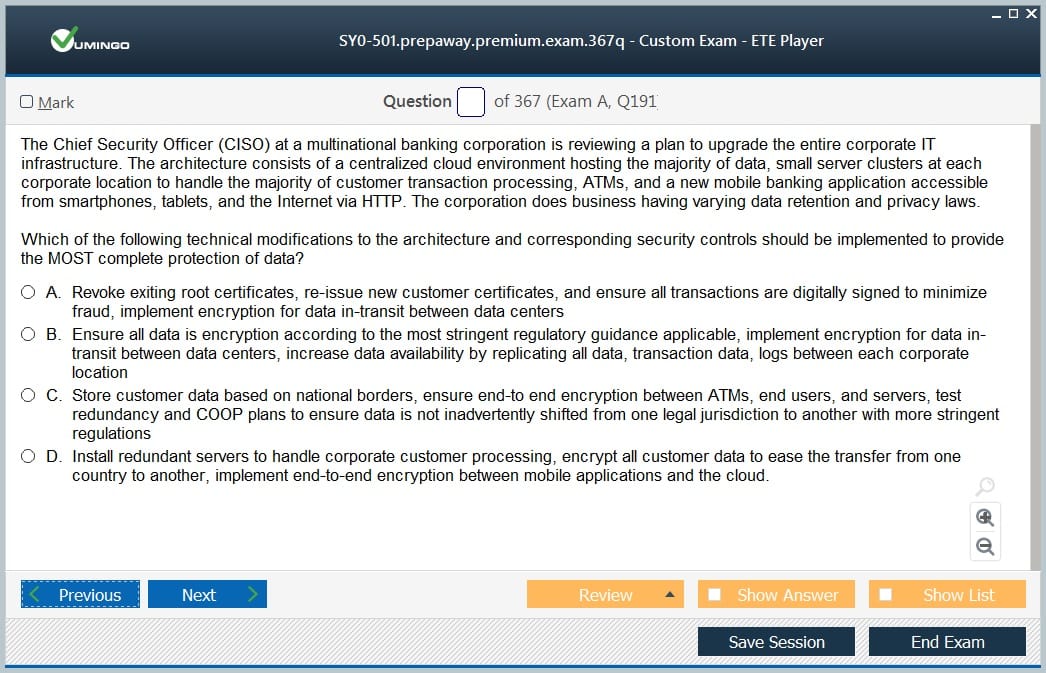 VUMINGO
SY0-501.prepaway.premium.exam.367q - Custom Exam - ETE Player
Mark
Question of 367 (Exam A, Q191
The Chief Security Officer (CISO) at a multinational banking corporation is reviewing a plan to upgrade the entire corporate IT
infrastructure. The architecture consists of a centralized cloud environment hosting the majority of data, small server clusters at each
corporate location to handle the majority of customer transaction processing, ATMs, and a new mobile banking application accessible
from smartphones, tablets, and the Internet via HTTP. The corporation does business having varying data retention and privacy laws.
Which of the following technical modifications to the architecture and corresponding security controls should be implemented to provide
the MOST complete protection of data?
A. Revoke exiting root certificates, re-issue new customer certificates, and ensure all transactions are digitally signed to minimize
fraud, implement encryption for data in-transit between data centers
B. Ensure all data is encryption according to the most stringent regulatory guidance applicable, implement encryption for data in-
transit between data centers, increase data availability by replicating all data, transaction data, logs between each corporate
location
C. Store customer data based on national borders, ensure end-to end encryption between ATMs, end users, and servers, test
redundancy and COOP plans to ensure data is not inadvertently shifted from one legal jurisdiction to another with more stringent
regulations
D. Install redundant servers to handle corporate customer processing, encrypt all customer data to ease the transfer from one
country to another, implement end-to-end encryption between mobile applications and the cloud.
Previous
Next
Review
Show Answer
Show List
Save Session
End Exam